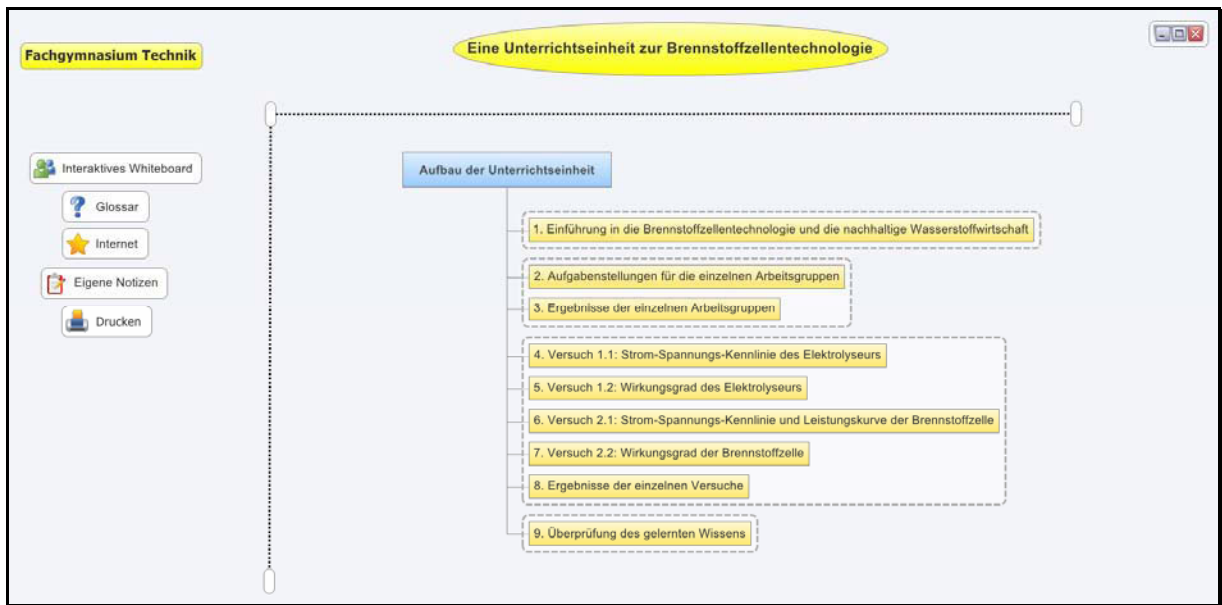 Fachgymnasium Technik
Eine Unterrichtseinheit zur Brennstoffzellentechnologie
Interaktives Whiteboard
Glossar
Internet
Eigene Notizen
Drucken
Aufbau der Unterrichtseinheit
1. Einführung in die Brennstoffzellentechnologie und die nachhaltige Wasserstoffwirtschaft
2. Aufgabenstellungen für die einzelnen Arbeitsgruppen
3. Ergebnisse der einzelnen Arbeitsgruppen
4. Versuch 1.1: Strom-Spannungs-Kennlinie des Elektrolyseurs
5. Versuch 1.2: Wirkungsgrad des Elektrolyseurs
6. Versuch 2.1: Strom-Spannungs-Kennlinie und Leistungskurve der Brennstoffzelle
7. Versuch 2.2: Wirkungsgrad der Brennstoffzelle
8. Ergebnisse der einzelnen Versuche
9. Überprüfung des gelernten Wissens